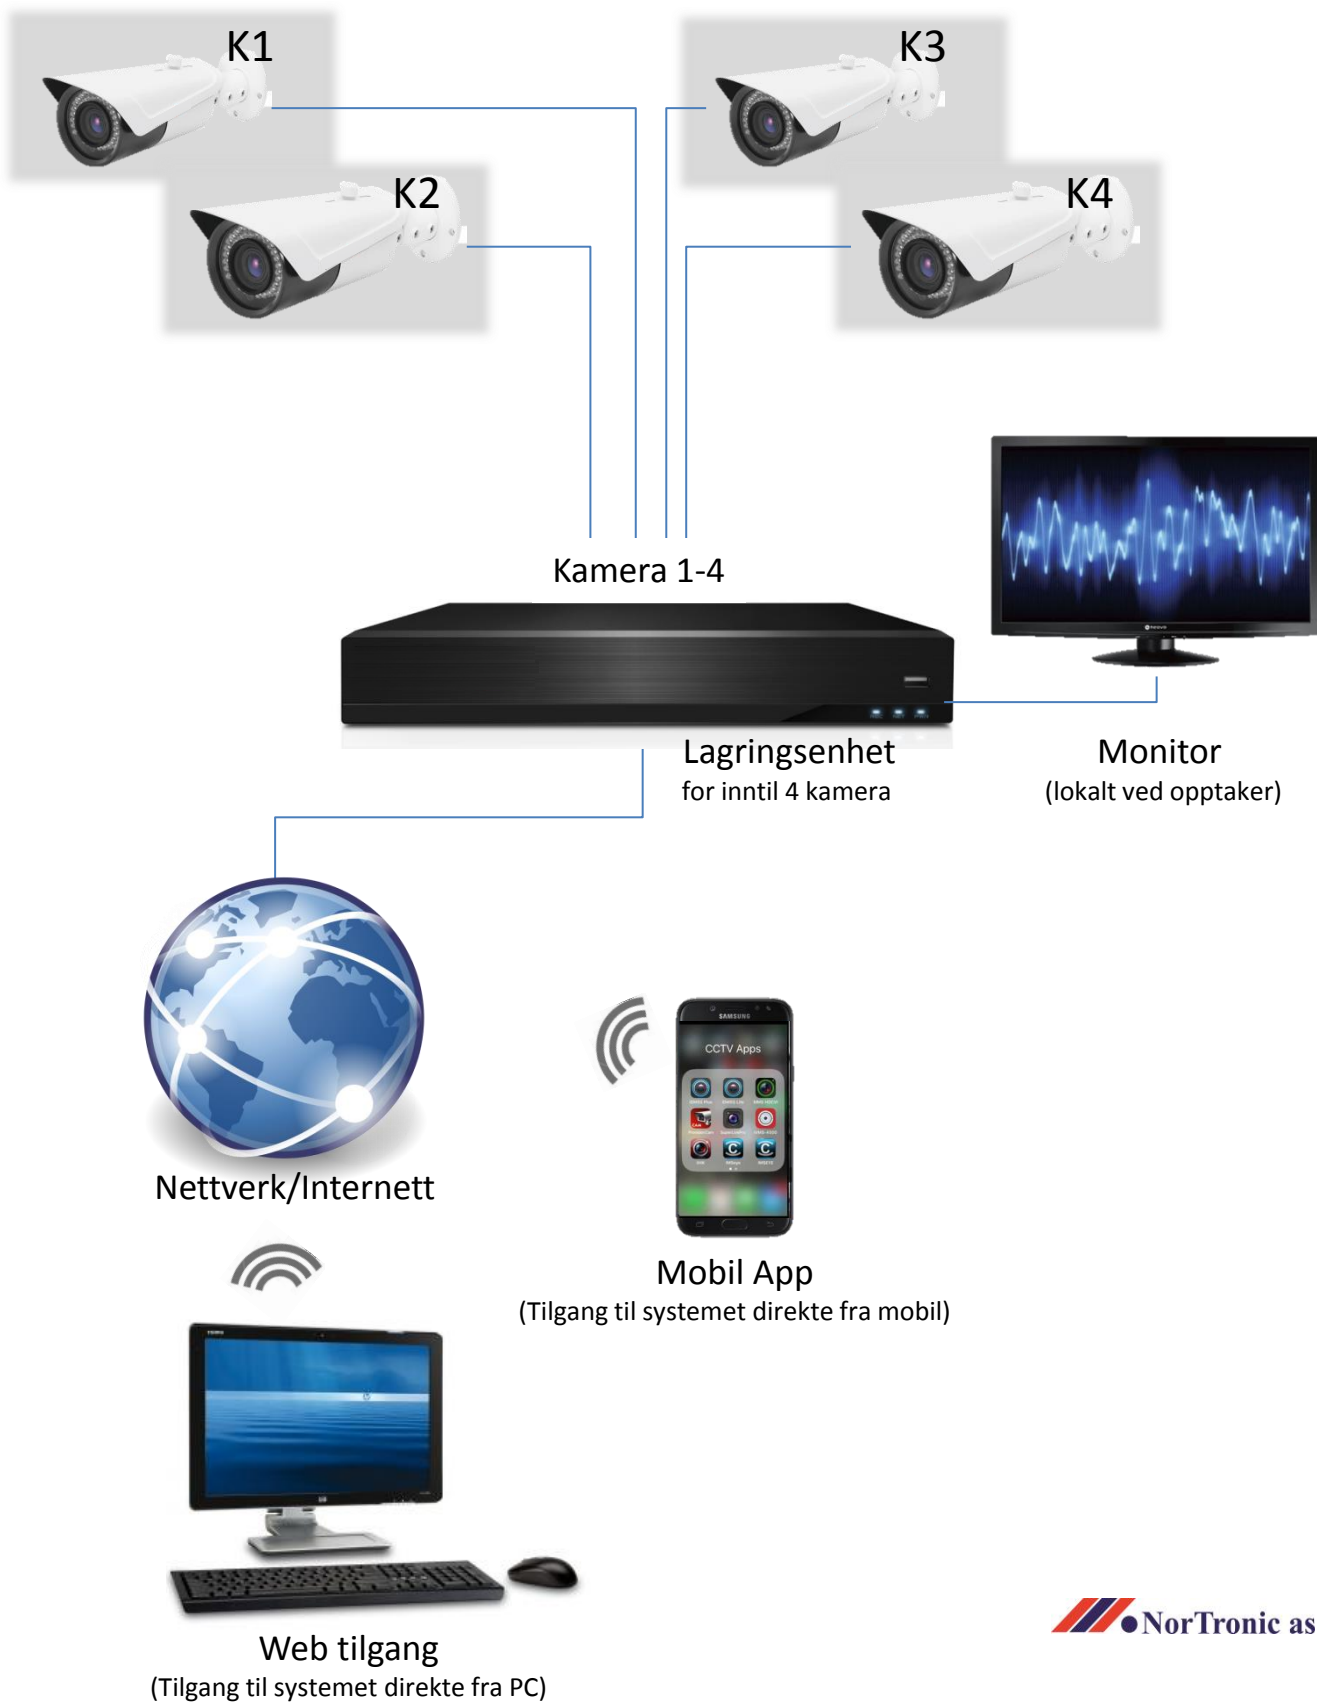 K1
K3
K2
K4
Kamera 1-4
Lagringsenhet
for inntil 4 kamera
Monitor
(lokalt ved opptaker)
SAMSUNG
CCTV Apps
Nettverk/Internett
Mobil App
(Tilgang til systemet direkte fra mobil)
Web tilgang
(Tilgang til systemet direkte fra PC)
NorTronic as